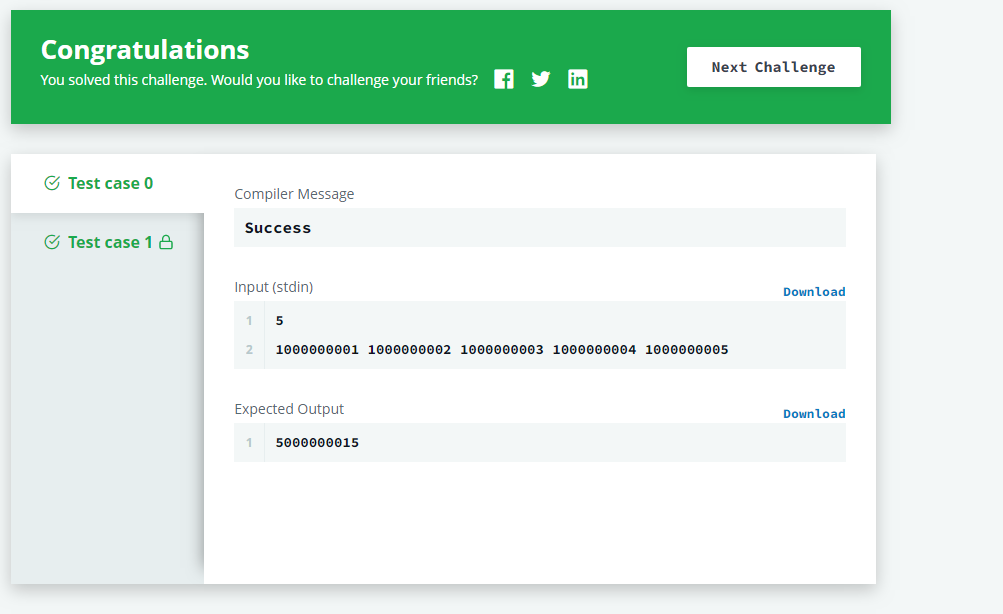 Congratulations
You solved this challenge. Would you like to challenge your friends?
Next Challenge
Test case 0
Test case 1
Compiler Message
Success
Input (stdin)
Download
1 5
2 1000000001 1000000002 1000000003 1000000004 1000000005
Expected Output
Download
1 5000000015